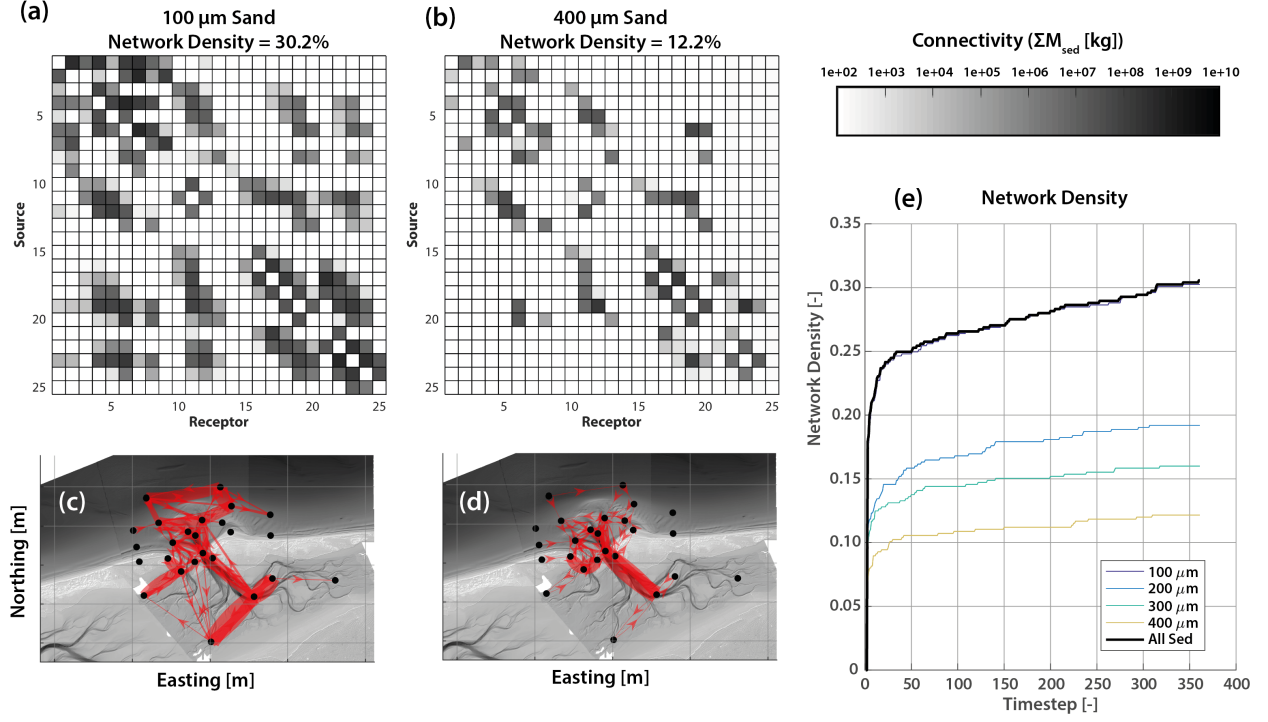 (a)
100 µm Sand
Network Density = 30.2%
5
10
15
20
25
Source
5
10
15
20
25
Receptor
(b)
400 µm Sand
Network Density = 12.2%
5
10
15
20
25
Source
5
10
15
20
25
Receptor
Connectivity (ΣMsed [kg])
1e+02 1e+03 1e+04 1e+05 1e+06 1e+07 1e+08 1e+09 1e+10
(c)
Northing [m]
Easting [m]
(d)
Easting [m]
(e)
Network Density
0.35
0.30
0.25
0.20
0.15
0.10
0.05
0
Network Density [-]
0 50 100 150 200 250 300 350 400
Timestep [-]
100 µm
200 µm
300 µm
400 µm
All Sed